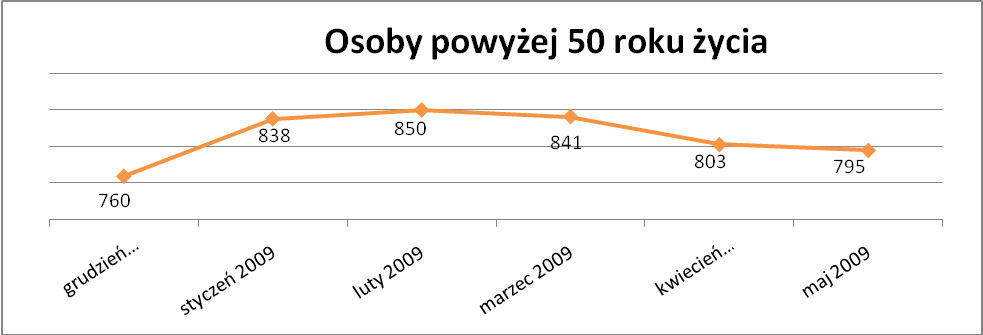 Osoby powyżej 50 roku życia
760
838
850
841
803
795
grudzień...
styczeń 2009
luty 2009
marzec 2009
kwiecień...
maj 2009